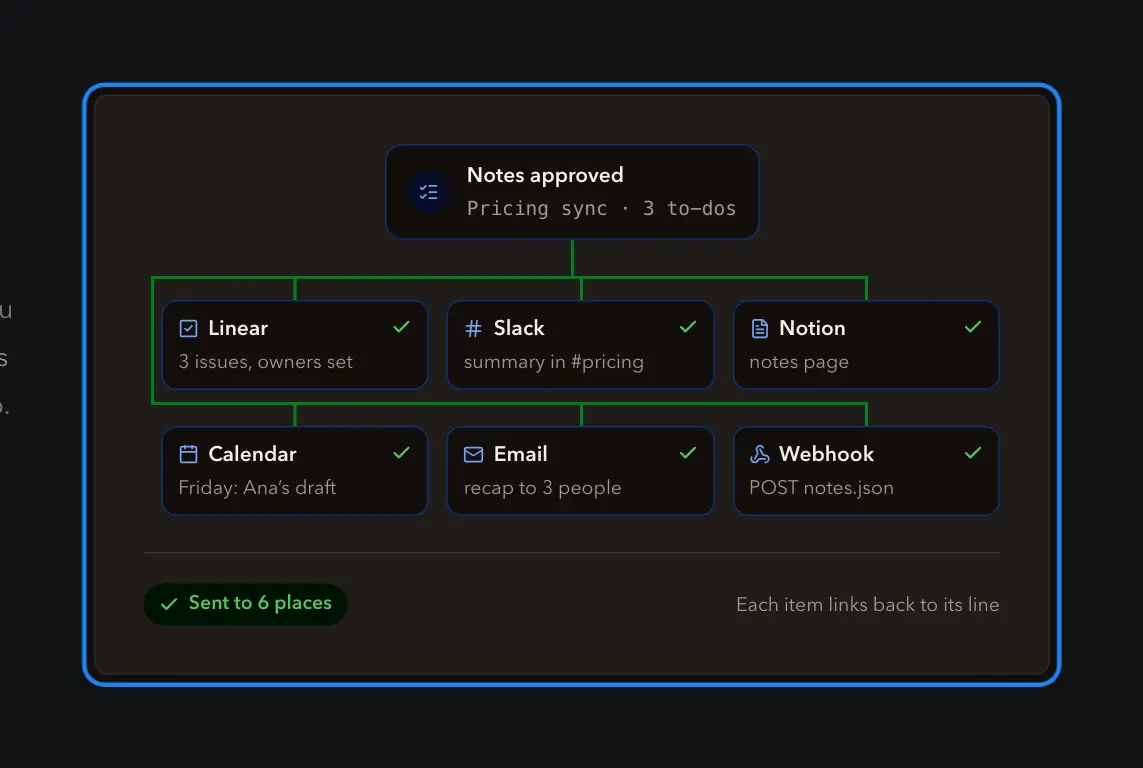 Notes approved
Pricing sync · 3 to-dos
u
s
.
Linear
3 issues, owners set
Slack
summary in #pricing
Notion
notes page
Calendar
Friday: Ana’s draft
Email
recap to 3 people
Webhook
POST notes.json
Sent to 6 places
Each item links back to its line